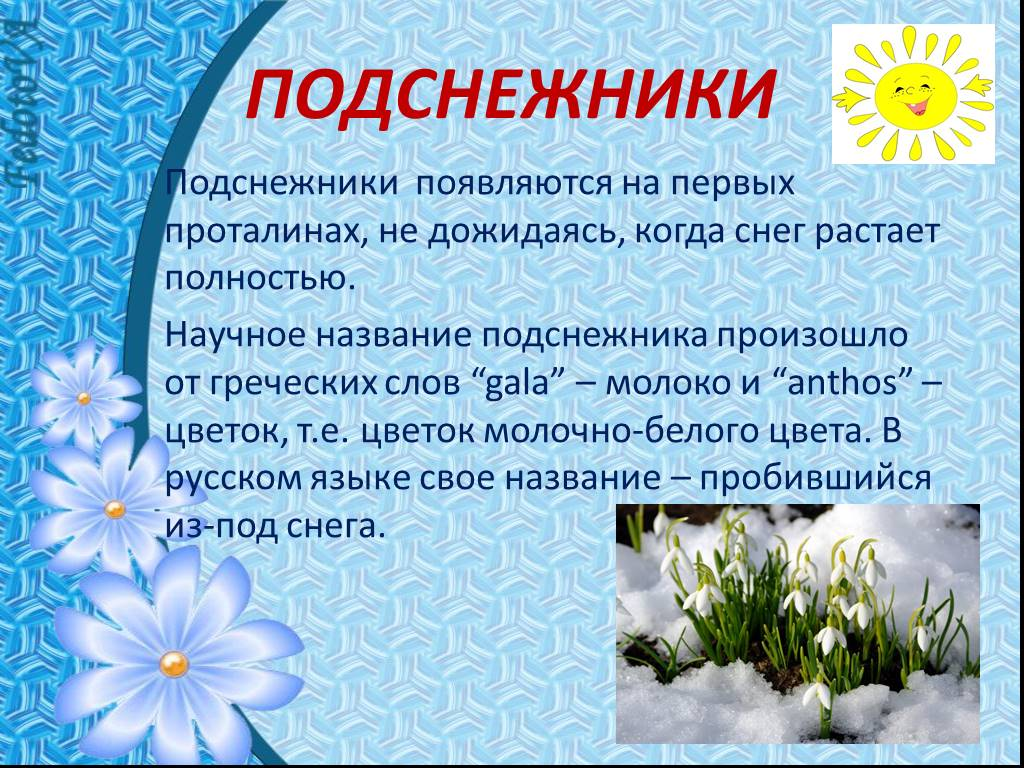 ПОДСНЕЖНИКИ
Подснежники появляются на первых
проталинах, не дожидаясь, когда снег растает
полностью.
Научное название подснежника произошло
от греческих слов “gala” – молоко и “anthos” –
цветок, т.е. цветок молочно-белого цвета. В
русском языке свое название – пробившийся
из-под снега.
FedotoVA